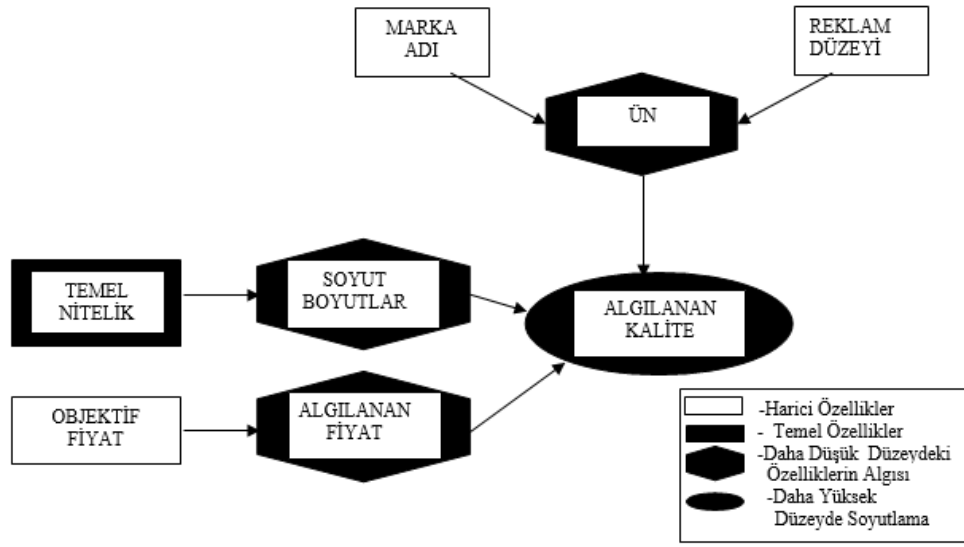 MARKA
ADI
REKLAM
DÜZEYİ
ÜN
TEMEL
NİTELİK
SOYUT
BOYUTLAR
ALGILANAN
KALİTE
OBJEKTİF
FİYAT
ALGILANAN
FİYAT
-Harici Özellikler
- Temel Özellikler
-Daha Düşük Düzeydeki
Özelliklerin Algısı
-Daha Yüksek
Düzeyde Soyutlama